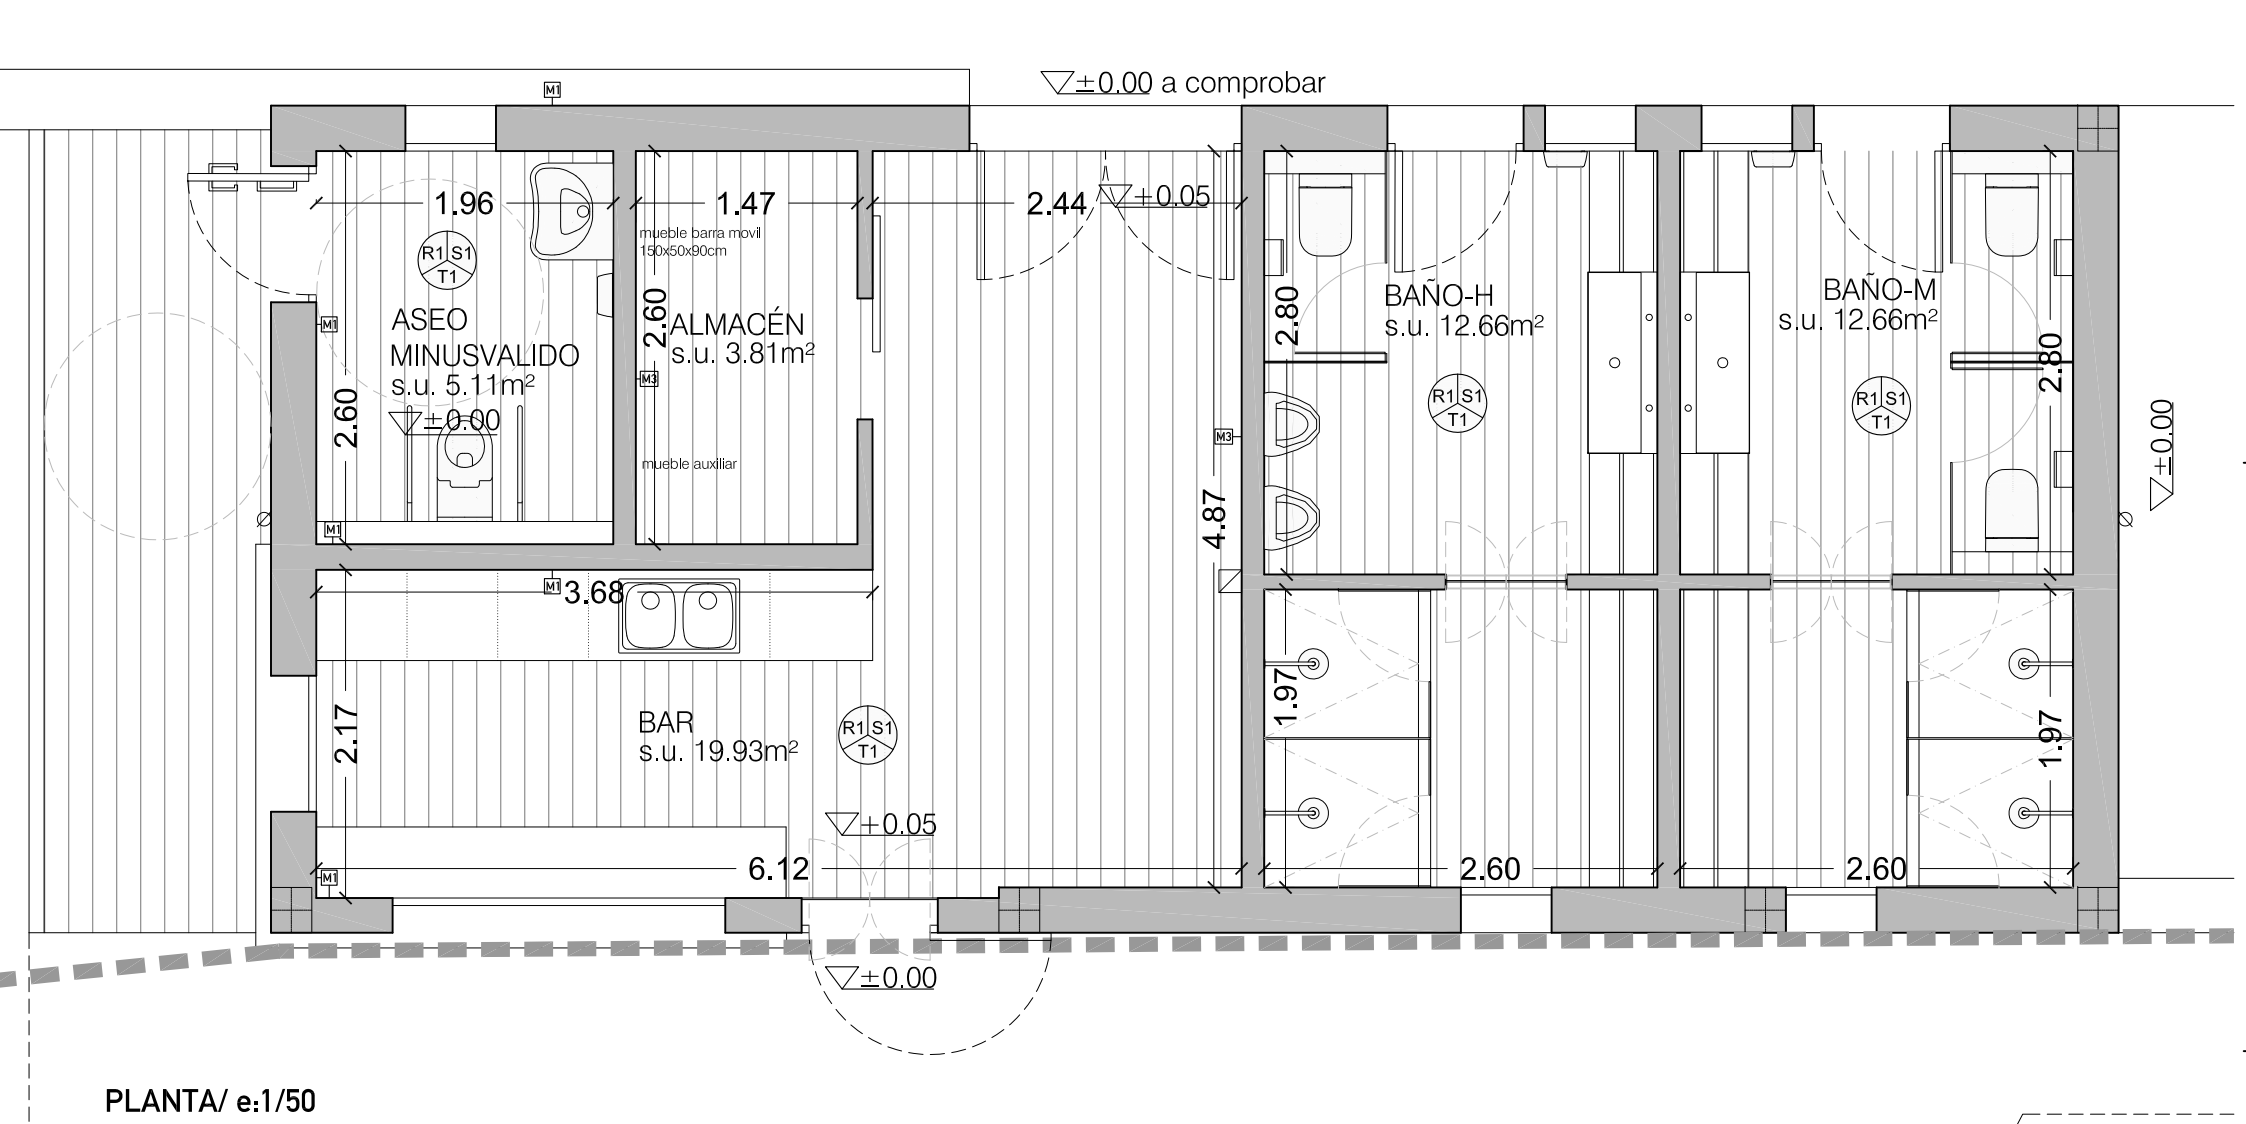 ±0.00 a comprobar
M1
1.96
1.47
2.44
+0.05
mueble barra movil
150x50x90cm
R1 S1
T1
ASEO
MINUSVALIDO
s.u. 5.11m²
±0.00
2.60
M1
M1
2.60
ALMACÉN
s.u. 3.81m²
M3
mueble auxiliar
M3
4.87
2.80
BAÑO-H
s.u. 12.66m²
R1 S1
T1
BAÑO-M
s.u. 12.66m²
R1 S1
T1
2.80
±0.00
M1
3.68
2.17
BAR
s.u. 19.93m²
R1 S1
T1
1.97
1.97
+0.05
M1
6.12
2.60
2.60
±0.00
PLANTA/ e:1/50